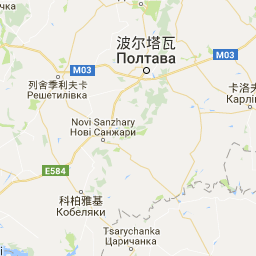 波尔塔瓦
Полтава
M03
M03
列舍季利夫卡
Решетилівка
卡洛夫
Карлів
Novi Sanzhary
Нові Санжари
E584
科柏雅基
Кобеляки
Tsarychanka
Царичанка